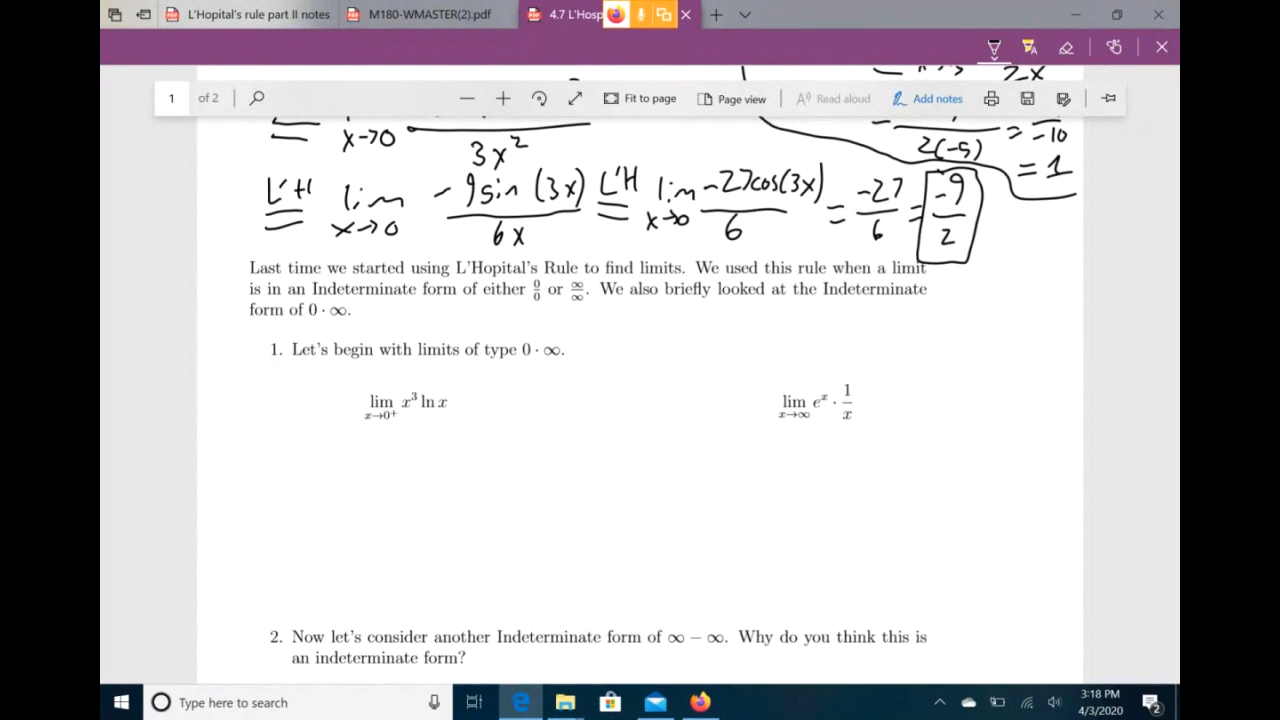 L'Hopital's rule part II notes M180-WMASTER(2).pdf 4.7 L'Hosp
1 of 2 Fit to page Page view Read aloud Add notes
x→0 3x² 2(-5) = -10
= 1
L'H lim -9sin(3x) / 6x L'H lim -27cos(3x) / 6 = -27/6 = -9/2
x→0 x→0
Last time we started using L'Hopital's Rule to find limits. We used this rule when a limit
is in an Indeterminate form of either 0/0 or ∞/∞. We also briefly looked at the Indeterminate
form of 0 · ∞.
1. Let's begin with limits of type 0 · ∞.
lim x→0⁺ x³ ln x lim x→∞ eˣ · 1/x
2. Now let's consider another Indeterminate form of ∞ − ∞. Why do you think this is
an indeterminate form?
Type here to search 3:18 PM
4/3/2020 2